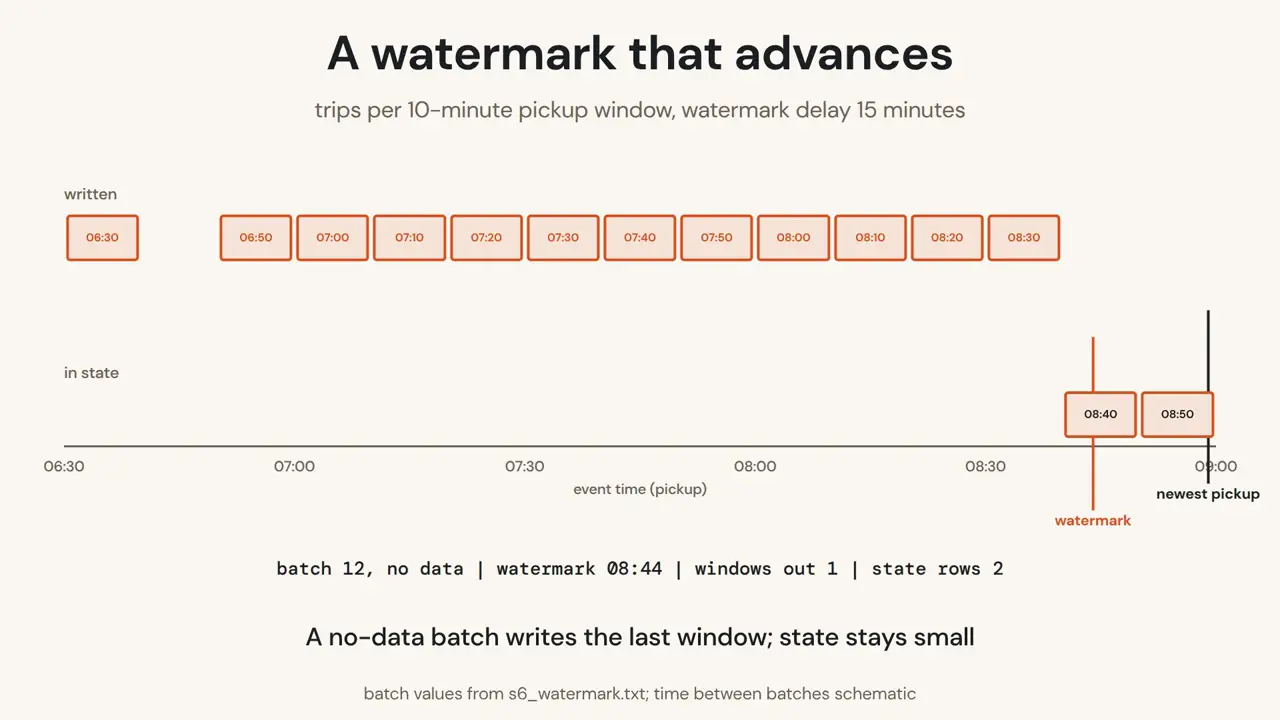 A watermark that advances
trips per 10-minute pickup window, watermark delay 15 minutes
written
06:30 06:50 07:00 07:10 07:20 07:30 07:40 07:50 08:00 08:10 08:20 08:30
in state
08:40 08:50
06:30 07:00 07:30 08:00 08:30 09:00
event time (pickup)
newest pickup
watermark
batch 12, no data | watermark 08:44 | windows out 1 | state rows 2
A no-data batch writes the last window; state stays small
batch values from s6_watermark.txt; time between batches schematic